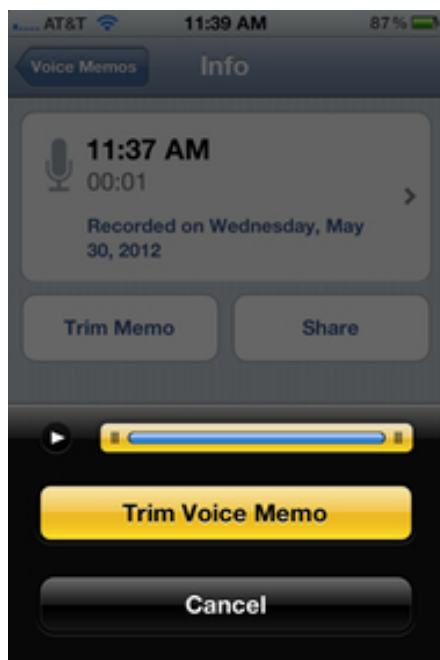 AT&T 11:39 AM 87%
Voice Memos Info
11:37 AM
00:01
Recorded on Wednesday, May
30, 2012
Trim Memo Share
Trim Voice Memo
Cancel